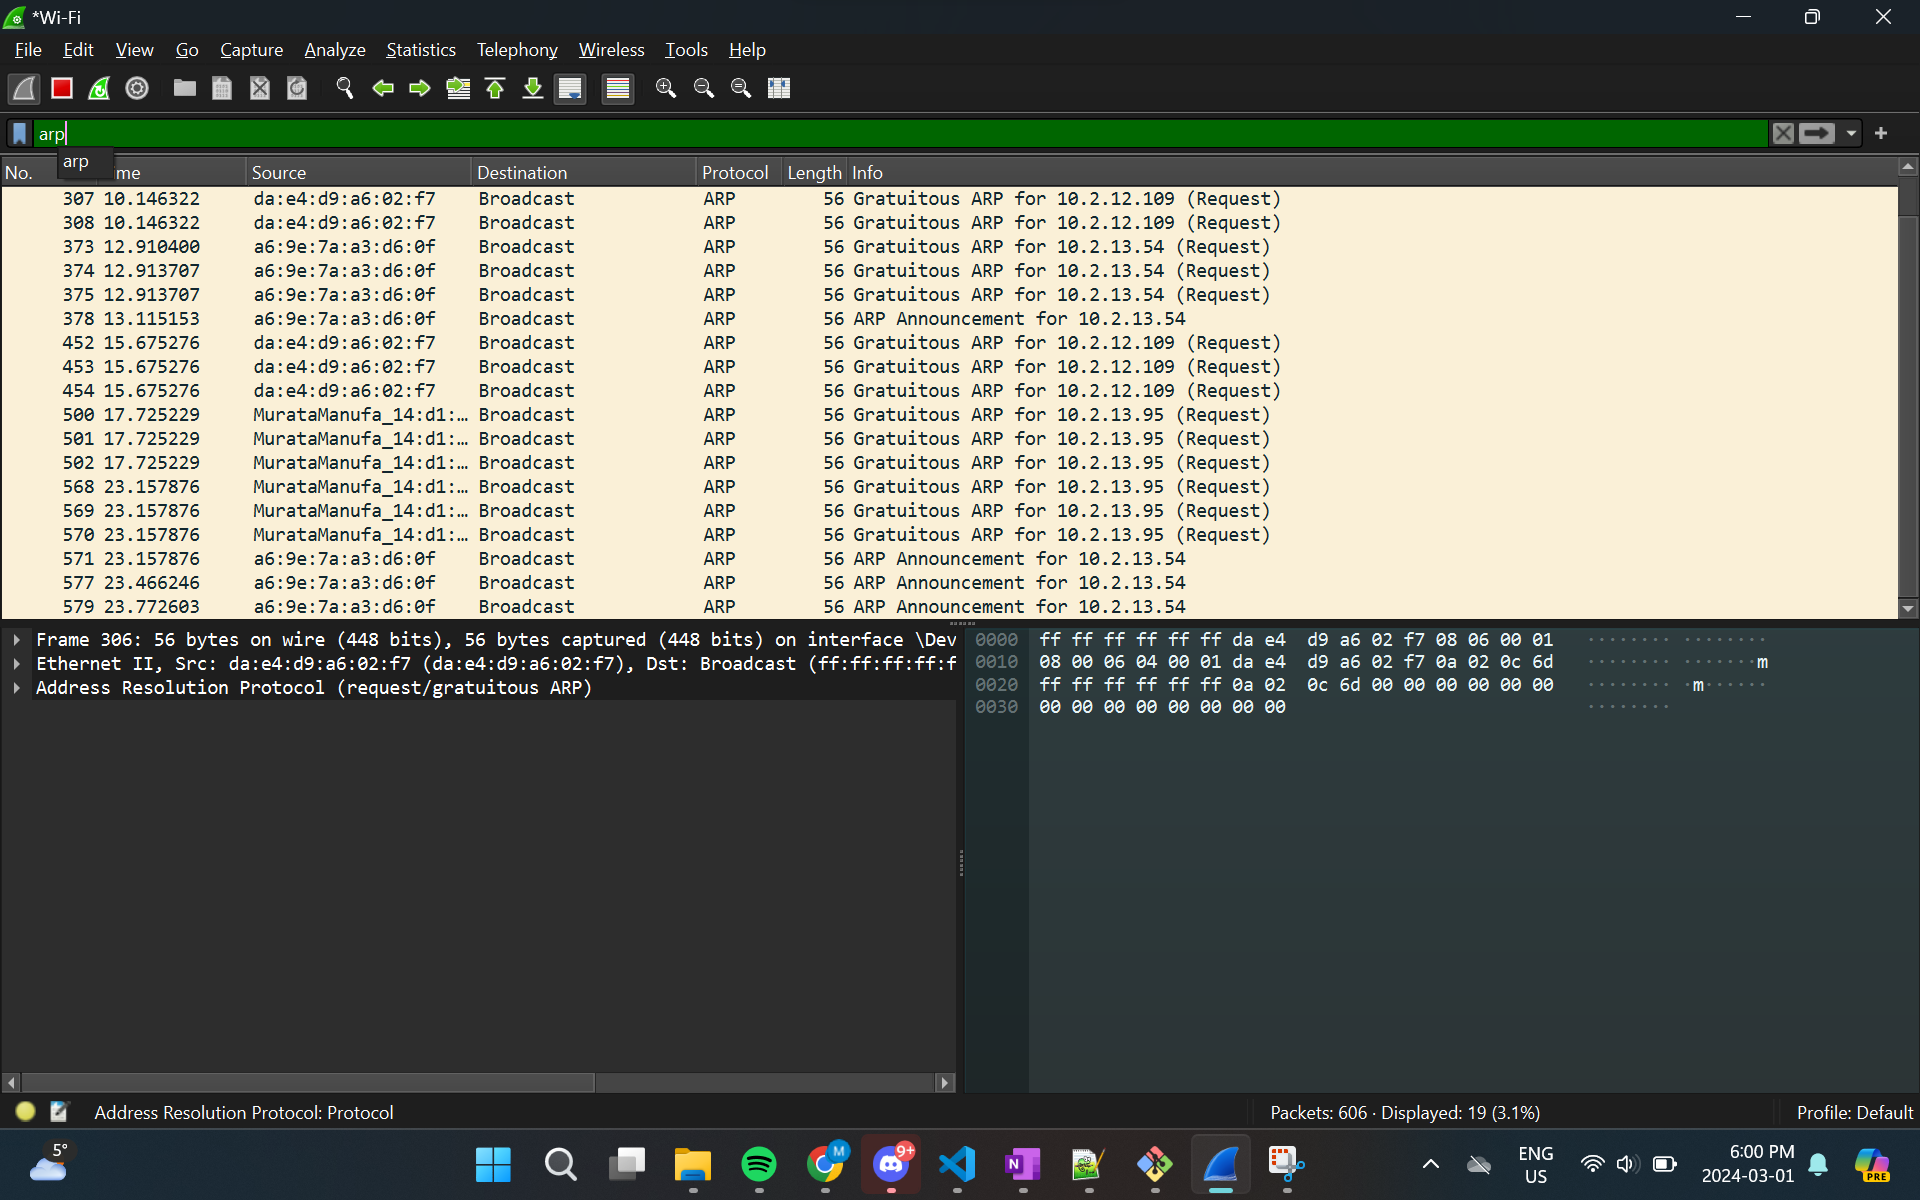 *Wi-Fi
File Edit View Go Capture Analyze Statistics Telephony Wireless Tools Help
arp
arp
No. me Source Destination Protocol Length Info
307 10.146322 da:e4:d9:a6:02:f7 Broadcast ARP 56 Gratuitous ARP for 10.2.12.109 (Request)
308 10.146322 da:e4:d9:a6:02:f7 Broadcast ARP 56 Gratuitous ARP for 10.2.12.109 (Request)
373 12.910400 a6:9e:7a:a3:d6:0f Broadcast ARP 56 Gratuitous ARP for 10.2.13.54 (Request)
374 12.913707 a6:9e:7a:a3:d6:0f Broadcast ARP 56 Gratuitous ARP for 10.2.13.54 (Request)
375 12.913707 a6:9e:7a:a3:d6:0f Broadcast ARP 56 Gratuitous ARP for 10.2.13.54 (Request)
378 13.115153 a6:9e:7a:a3:d6:0f Broadcast ARP 56 ARP Announcement for 10.2.13.54
452 15.675276 da:e4:d9:a6:02:f7 Broadcast ARP 56 Gratuitous ARP for 10.2.12.109 (Request)
453 15.675276 da:e4:d9:a6:02:f7 Broadcast ARP 56 Gratuitous ARP for 10.2.12.109 (Request)
454 15.675276 da:e4:d9:a6:02:f7 Broadcast ARP 56 Gratuitous ARP for 10.2.12.109 (Request)
500 17.725229 MurataManufa_14:d1:… Broadcast ARP 56 Gratuitous ARP for 10.2.13.95 (Request)
501 17.725229 MurataManufa_14:d1:… Broadcast ARP 56 Gratuitous ARP for 10.2.13.95 (Request)
502 17.725229 MurataManufa_14:d1:… Broadcast ARP 56 Gratuitous ARP for 10.2.13.95 (Request)
568 23.157876 MurataManufa_14:d1:… Broadcast ARP 56 Gratuitous ARP for 10.2.13.95 (Request)
569 23.157876 MurataManufa_14:d1:… Broadcast ARP 56 Gratuitous ARP for 10.2.13.95 (Request)
570 23.157876 MurataManufa_14:d1:… Broadcast ARP 56 Gratuitous ARP for 10.2.13.95 (Request)
571 23.157876 a6:9e:7a:a3:d6:0f Broadcast ARP 56 ARP Announcement for 10.2.13.54
577 23.466246 a6:9e:7a:a3:d6:0f Broadcast ARP 56 ARP Announcement for 10.2.13.54
579 23.772603 a6:9e:7a:a3:d6:0f Broadcast ARP 56 ARP Announcement for 10.2.13.54
Frame 306: 56 bytes on wire (448 bits), 56 bytes captured (448 bits) on interface \Dev
Ethernet II, Src: da:e4:d9:a6:02:f7 (da:e4:d9:a6:02:f7), Dst: Broadcast (ff:ff:ff:ff:f
Address Resolution Protocol (request/gratuitous ARP)
0000 ff ff ff ff ff ff da e4 d9 a6 02 f7 08 06 00 01 ········ ········
0010 08 00 06 04 00 01 da e4 d9 a6 02 f7 0a 02 0c 6d ········ ·······m
0020 ff ff ff ff ff ff 0a 02 0c 6d 00 00 00 00 00 00 ········ ·m······
0030 00 00 00 00 00 00 00 00 ········
Address Resolution Protocol: Protocol Packets: 606 · Displayed: 19 (3.1%) Profile: Default
5°
M
9+
N
ENG
US
6:00 PM
2024-03-01
PRE